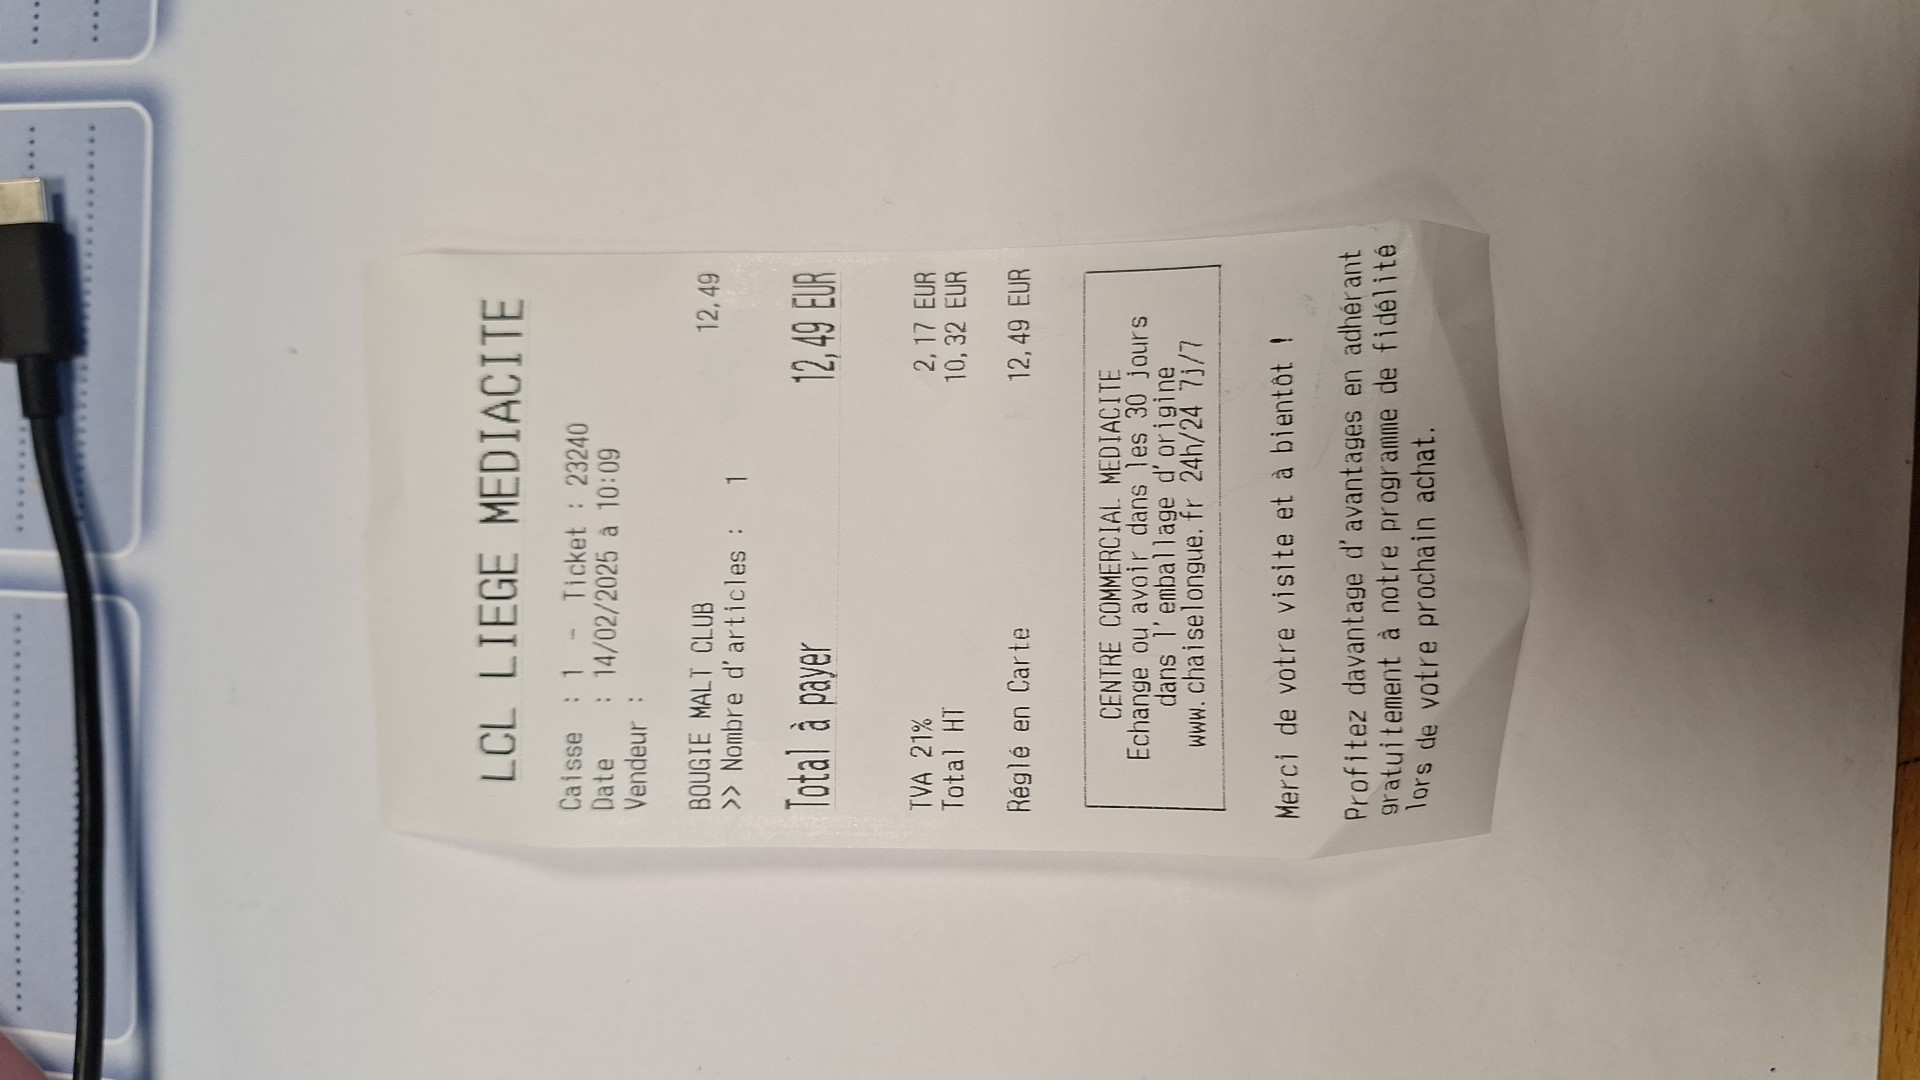 LCL LIEGE MEDIACITE
Caisse : 1 - Ticket : 23240
Date : 14/02/2025 à 10:09
Vendeur :
BOUGIE MALT CLUB 12,49
>> Nombre d'articles : 1
Total à payer 12,49 EUR
TVA 21% 2,17 EUR
Total HT 10,32 EUR
Réglé en Carte 12,49 EUR
CENTRE COMMERCIAL MEDIACITE
Echange ou avoir dans les 30 jours
dans l'emballage d'origine
www.chaiselongue.fr 24h/24 7j/7
Merci de votre visite et à bientôt !
Profitez davantage d'avantages en adhérant
gratuitement à notre programme de fidélité
lors de votre prochain achat.